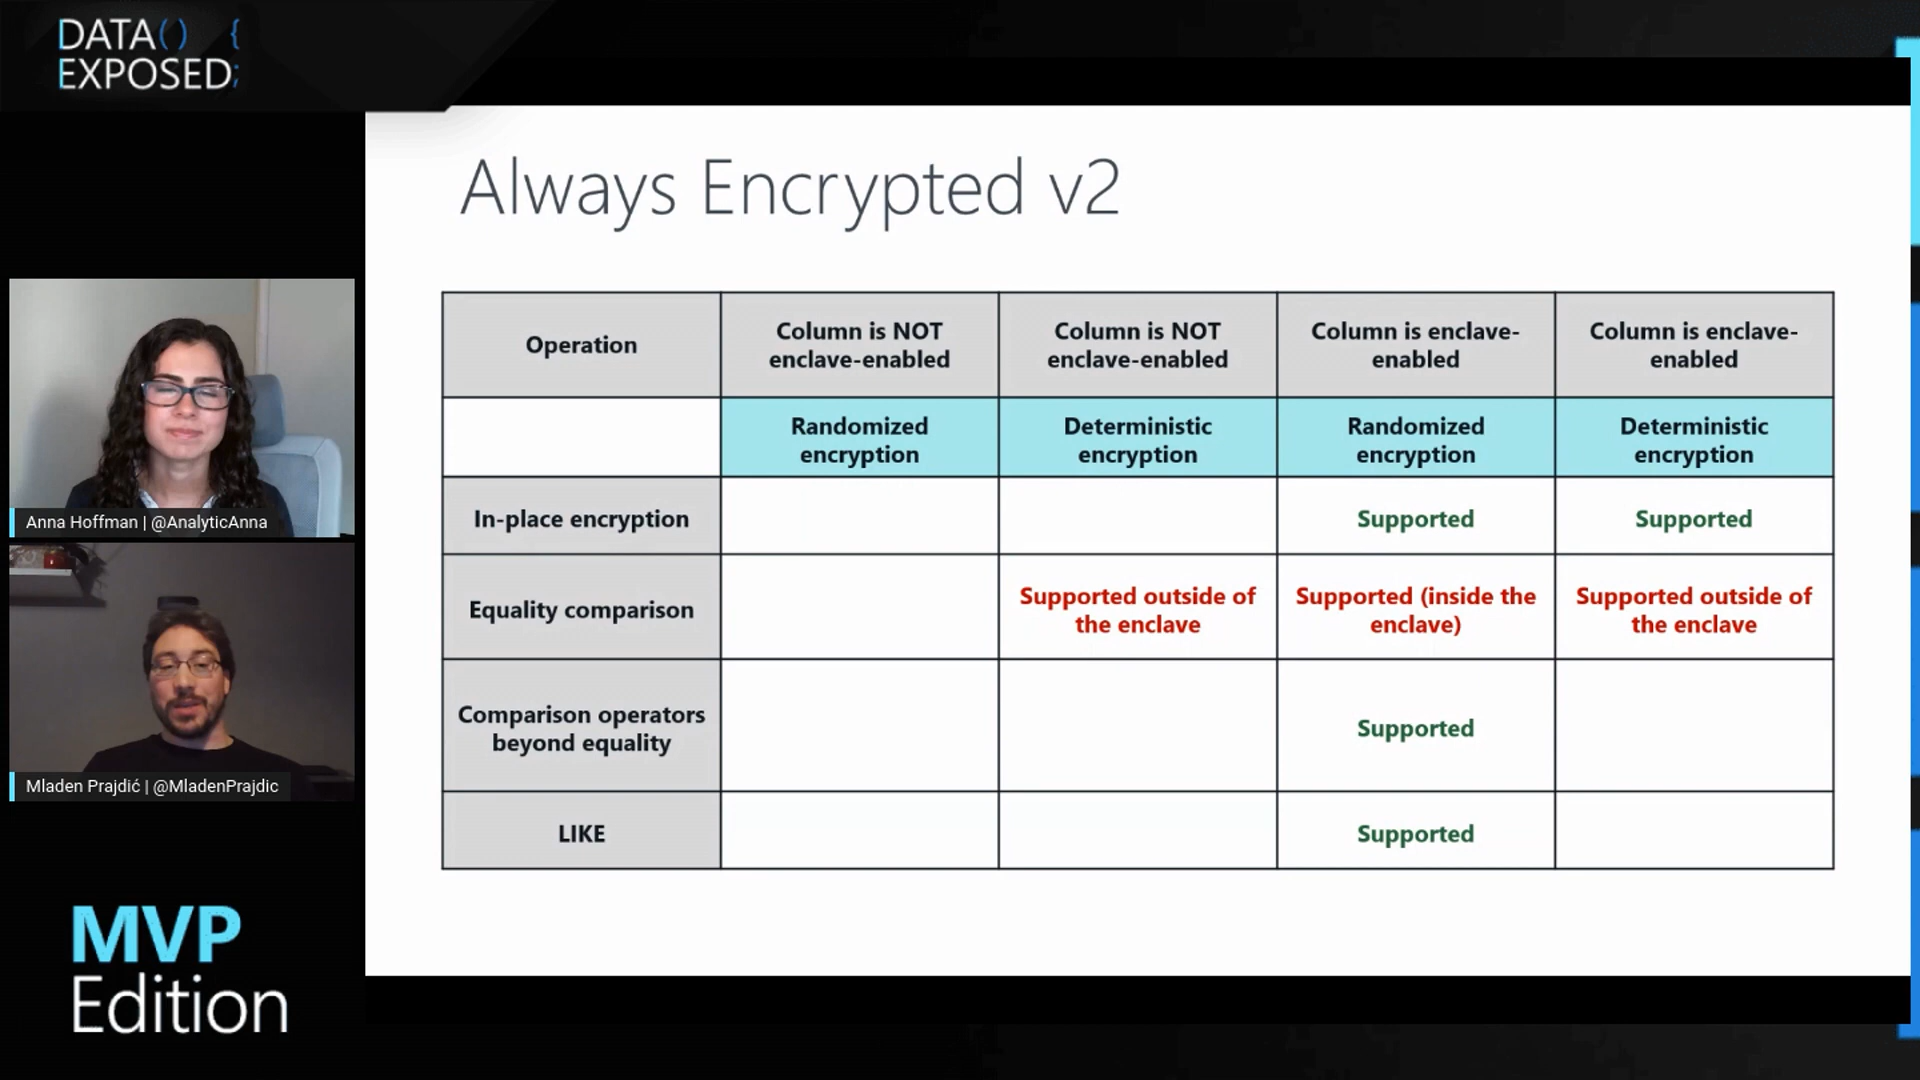 DATA() {
EXPOSED;
Always Encrypted v2
Operation
Column is NOT
enclave-enabled
Column is NOT
enclave-enabled
Column is enclave-
enabled
Column is enclave-
enabled
Randomized
encryption
Deterministic
encryption
Randomized
encryption
Deterministic
encryption
In-place encryption
Supported
Supported
Equality comparison
Supported outside of
the enclave
Supported (inside the
enclave)
Supported outside of
the enclave
Comparison operators
beyond equality
Supported
LIKE
Supported
Anna Hoffman | @AnalyticAnna
Mladen Prajdić | @MladenPrajdic
MVP
Edition